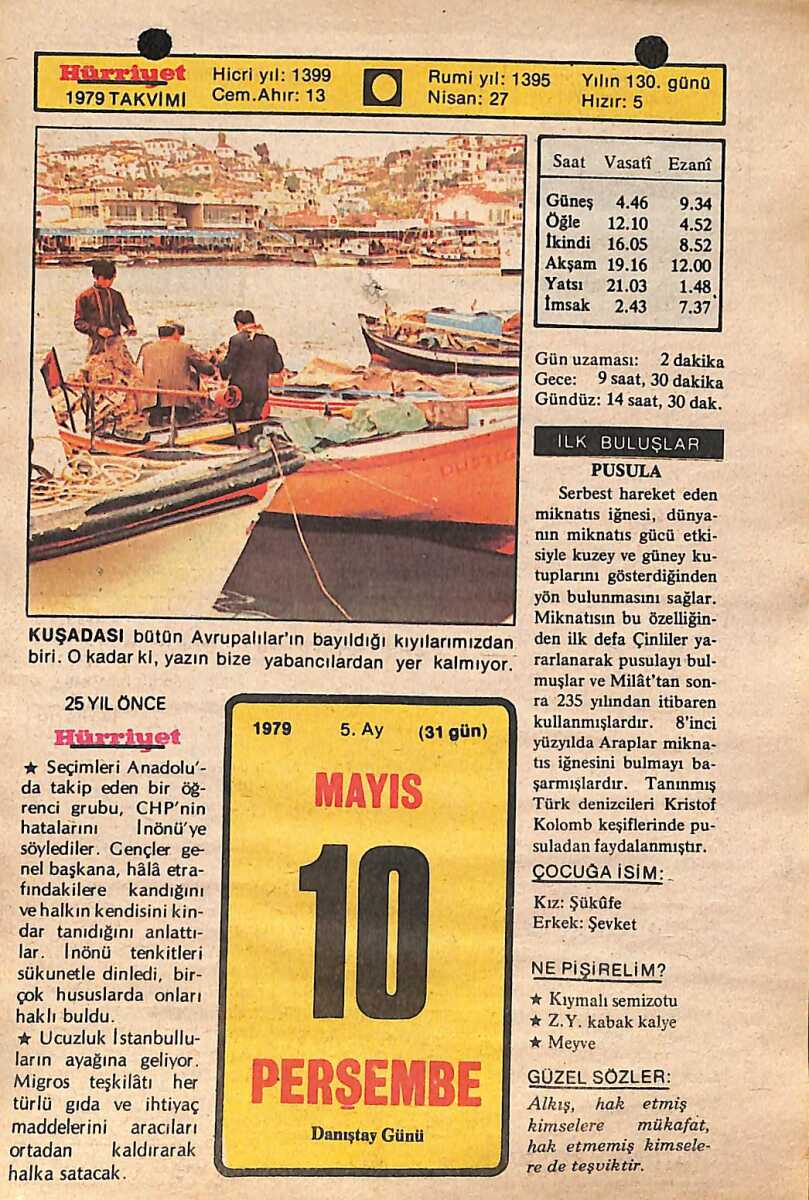 Hürriyet
1979 TAKVİMİ
Hicri yıl: 1399
Cem.Ahır: 13
Rumi yıl: 1395
Nisan: 27
Yılın 130. günü
Hızır: 5
Saat Vasatî Ezanî
Güneş 4.46 9.34
Öğle 12.10 4.52
İkindi 16.05 8.52
Akşam 19.16 12.00
Yatsı 21.03 1.48
İmsak 2.43 7.37
Gün uzaması: 2 dakika
Gece: 9 saat, 30 dakika
Gündüz: 14 saat, 30 dak.
KUŞADASI bütün Avrupalılar'ın bayıldığı kıyılarımızdan
biri. O kadar ki, yazın bize yabancılardan yer kalmıyor.
İLK BULUŞLAR
PUSULA
Serbest hareket eden
miknatıs iğnesi, dünya-
nın miknatıs gücü etki-
siyle kuzey ve güney ku-
tuplarını gösterdiğinden
yön bulunmasını sağlar.
Miknatısın bu özelliğin-
den ilk defa Çinliler ya-
rarlanarak pusulayı bul-
muşlar ve Milât'tan son-
ra 235 yılından itibaren
kullanmışlardır. 8'inci
yüzyılda Araplar mikna-
tıs iğnesini bulmayı ba-
şarmışlardır. Tanınmış
Türk denizcileri Kristof
Kolomb keşiflerinde pu-
suladan faydalanmıştır.
ÇOCUĞA İSİM:
Kız: Şükûfe
Erkek: Şevket
NE PİŞİRELİM?
★ Kıymalı semizotu
★ Z.Y. kabak kalye
★ Meyve
GÜZEL SÖZLER:
Alkış, hak etmiş
kimselere mükafat,
hak etmemiş kimsele-
re de teşviktir.
25 YIL ÖNCE
Hürriyet
★ Seçimleri Anadolu'-
da takip eden bir öğ-
renci grubu, CHP'nin
hatalarını İnönü'ye
söylediler. Gençler ge-
nel başkana, hâlâ etra-
fındakilere kandığını
ve halkın kendisini kin-
dar tanıdığını anlattı-
lar. İnönü tenkitleri
sükunetle dinledi, bir-
çok hususlarda onları
haklı buldu.
★ Ucuzluk İstanbullu-
ların ayağına geliyor.
Migros teşkilâtı her
türlü gıda ve ihtiyaç
maddelerini aracıları
ortadan kaldırarak
halka satacak.
1979 5. Ay (31 gün)
MAYIS
10
PERŞEMBE
Danıştay Günü